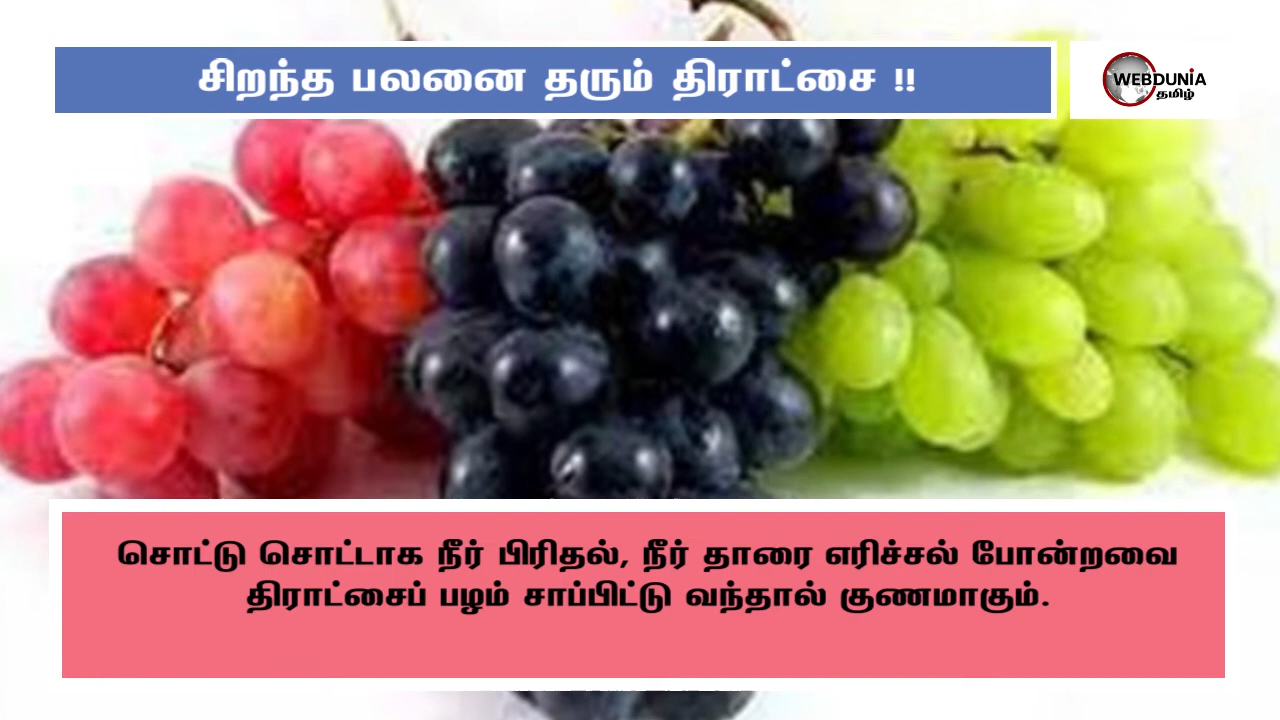 சிறந்த பலனை தரும் திராட்சை !!
WEBDUNIA
தமிழ்
சொட்டு சொட்டாக நீர் பிரிதல், நீர் தாரை எரிச்சல் போன்றவை
திராட்சைப் பழம் சாப்பிட்டு வந்தால் குணமாகும்.